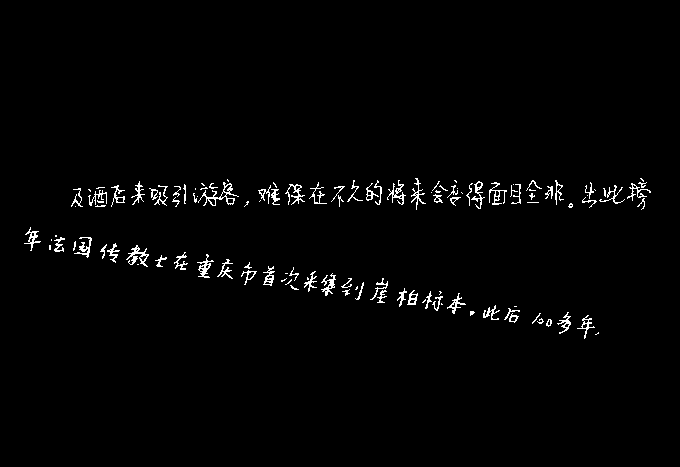 及酒店来吸引游客，难保在不久的将来会变得面目全非。出此榜
年法国传教士在重庆市首次采集到崖柏标本。此后100多年，